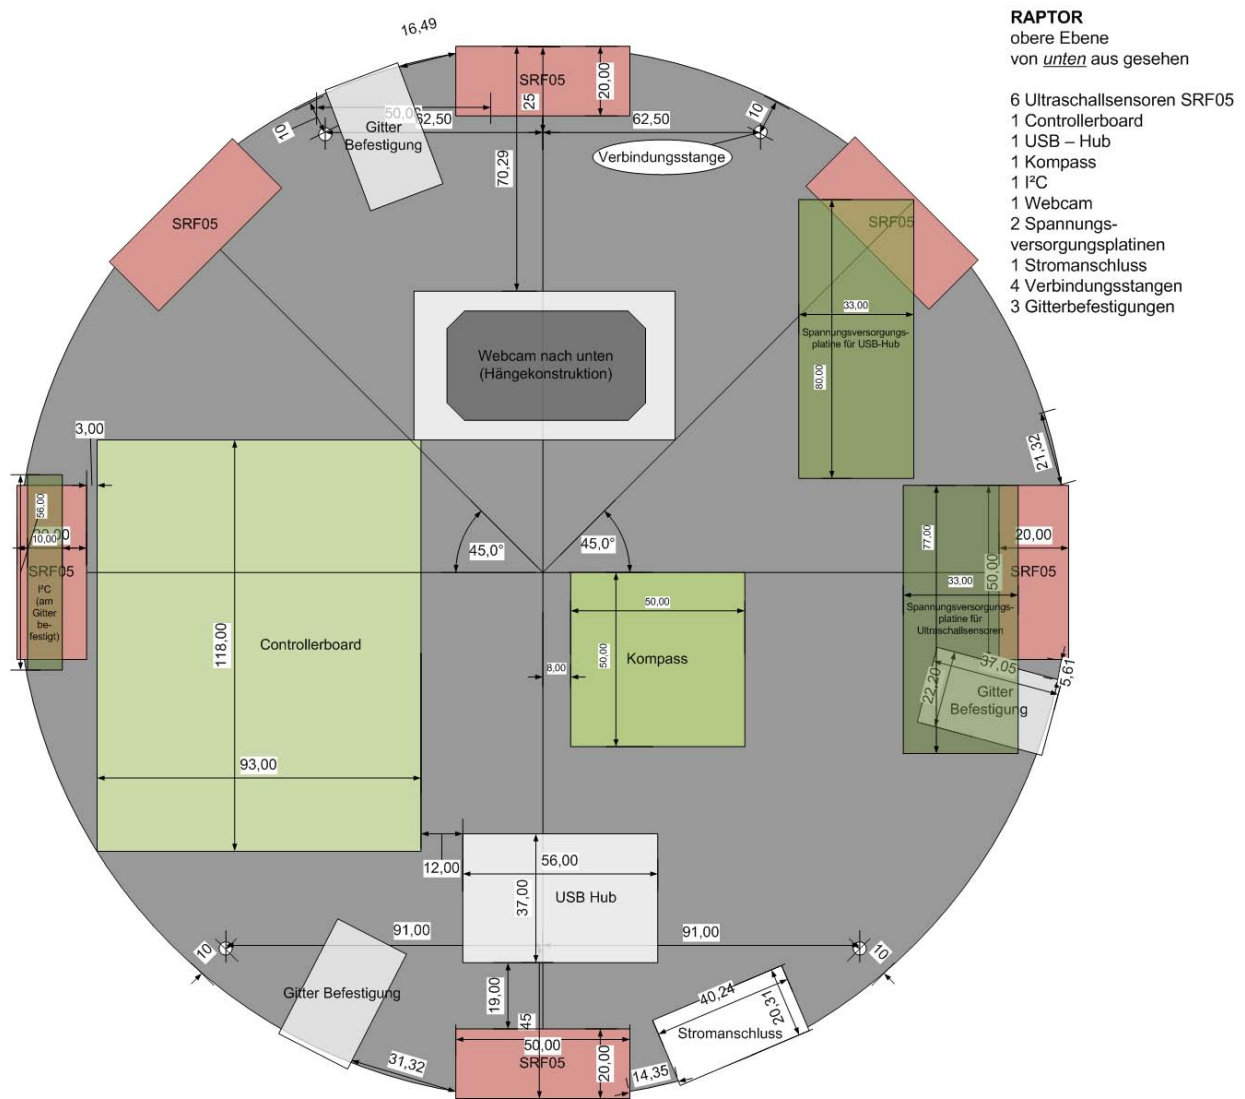 RAPTOR
obere Ebene
von unten aus gesehen
6 Ultraschallsensoren SRF05
1 Controllerboard
1 USB – Hub
1 Kompass
1 I²C
1 Webcam
2 Spannungs-
versorgungsplatinen
1 Stromanschluss
4 Verbindungsstangen
3 Gitterbefestigungen
16,49
SRF05
20,00
25
50,00
62,50
62,50
10
10
Gitter
Befestigung
Verbindungsstange
70,29
SRF05
SRF05
33,00
Spannungsversorgungs-
platine für USB-Hub
80,00
Webcam nach unten
(Hängekonstruktion)
3,00
21,32
56,00
20,00
10,00
SRF05
I²C
(am
Gitter
be-
festigt)
45,0°
45,0°
77,00
50,00
20,00
SRF05
33,00
Spannungsversorgungs-
platine für
Ultraschallsensoren
118,00
Controllerboard
93,00
50,00
50,00
Kompass
8,00
37,05
22,20
5,61
Gitter
Befestigung
12,00
56,00
37,00
USB Hub
91,00
91,00
10
10
Gitter Befestigung
19,00
45
40,24
20,31
Stromanschluss
50,00
SRF05
20,00
31,32
14,35